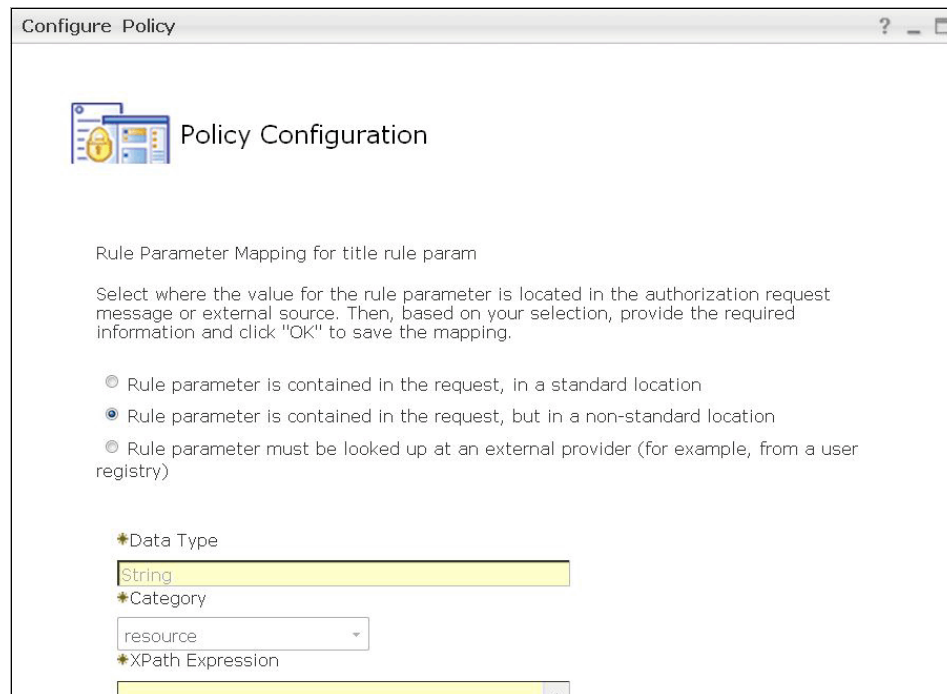 Configure Policy
?
Policy Configuration
Rule Parameter Mapping for title rule param
Select where the value for the rule parameter is located in the authorization request
message or external source. Then, based on your selection, provide the required
information and click "OK" to save the mapping.
Rule parameter is contained in the request, in a standard location
Rule parameter is contained in the request, but in a non-standard location
Rule parameter must be looked up at an external provider (for example, from a user
registry)
Data Type
String
Category
resource
XPath Expression